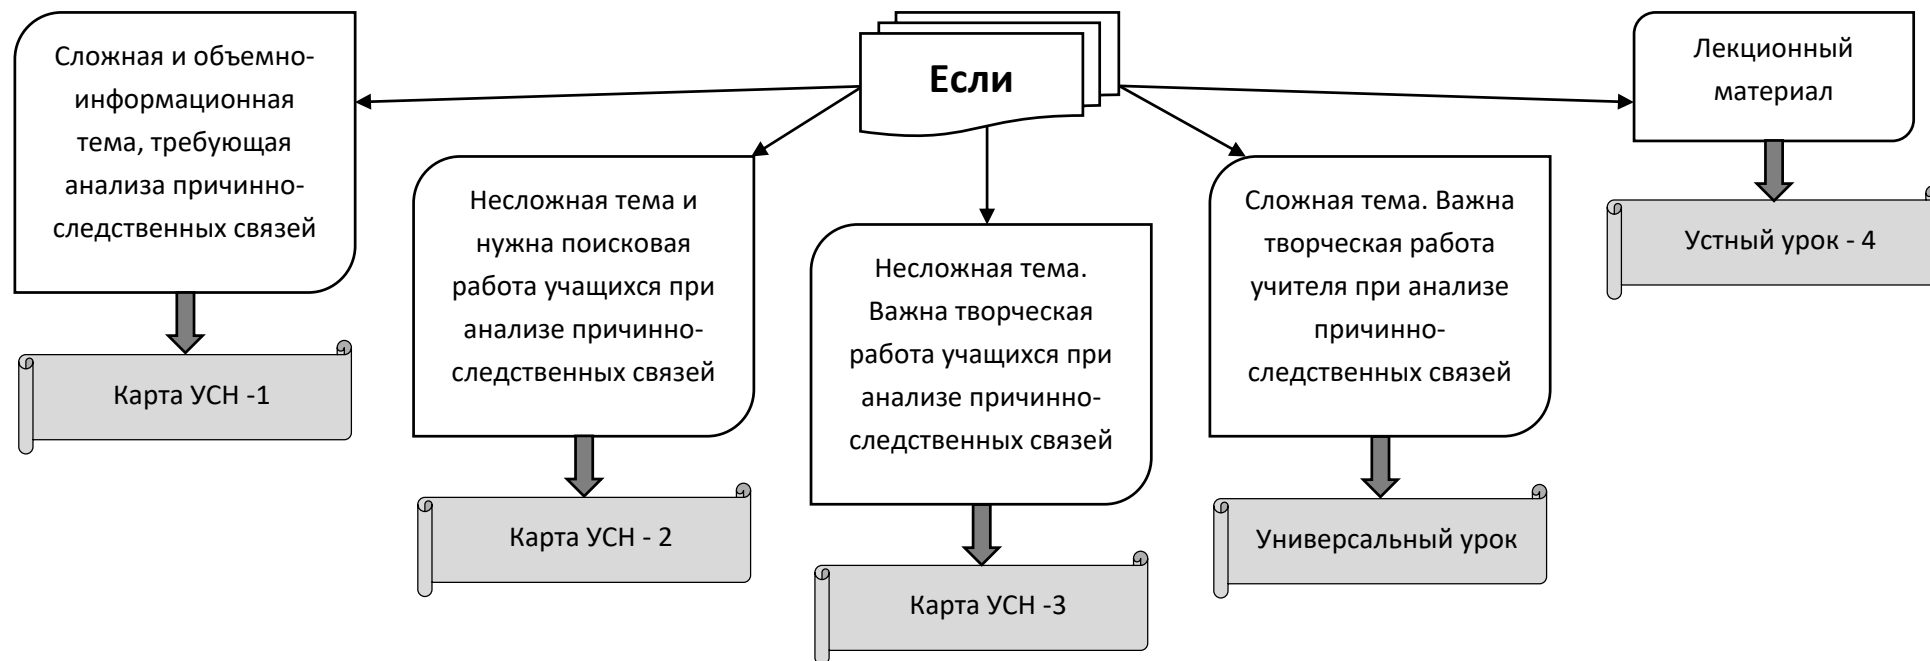 Если
Сложная и объемно-
информационная
тема, требующая
анализа причинно-
следственных связей
Карта УСН -1
Несложная тема и
нужна поисковая
работа учащихся при
анализе причинно-
следственных связей
Карта УСН - 2
Несложная тема.
Важна творческая
работа учащихся при
анализе причинно-
следственных связей
Карта УСН -3
Сложная тема. Важна
творческая работа
учителя при анализе
причинно-
следственных связей
Универсальный урок
Лекционный
материал
Устный урок - 4